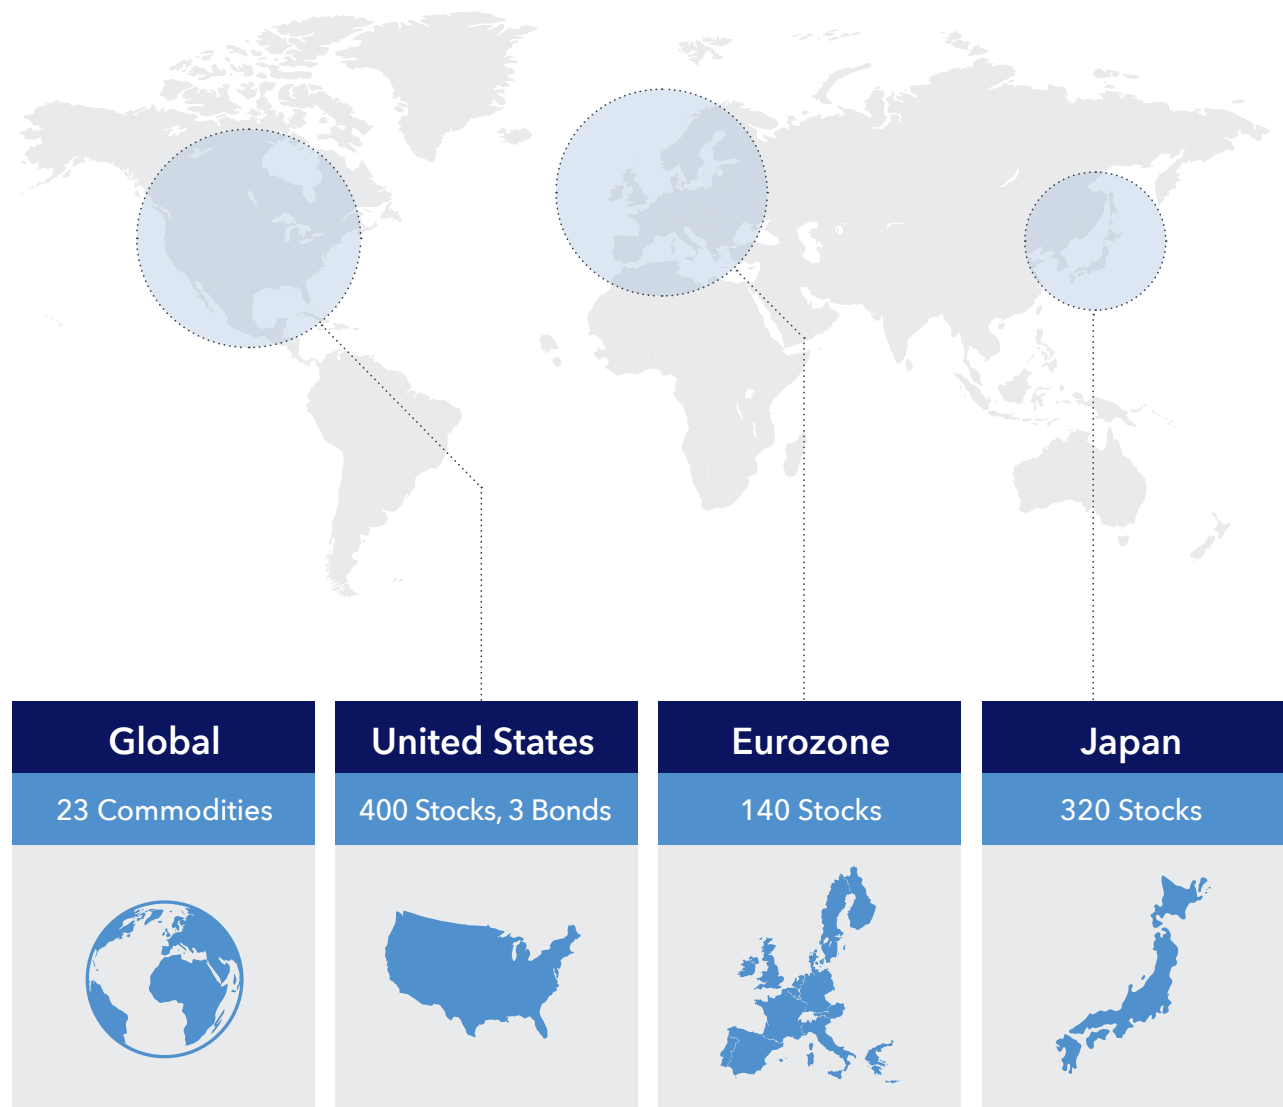 Global
23 Commodities
United States
400 Stocks, 3 Bonds
Eurozone
140 Stocks
Japan
320 Stocks